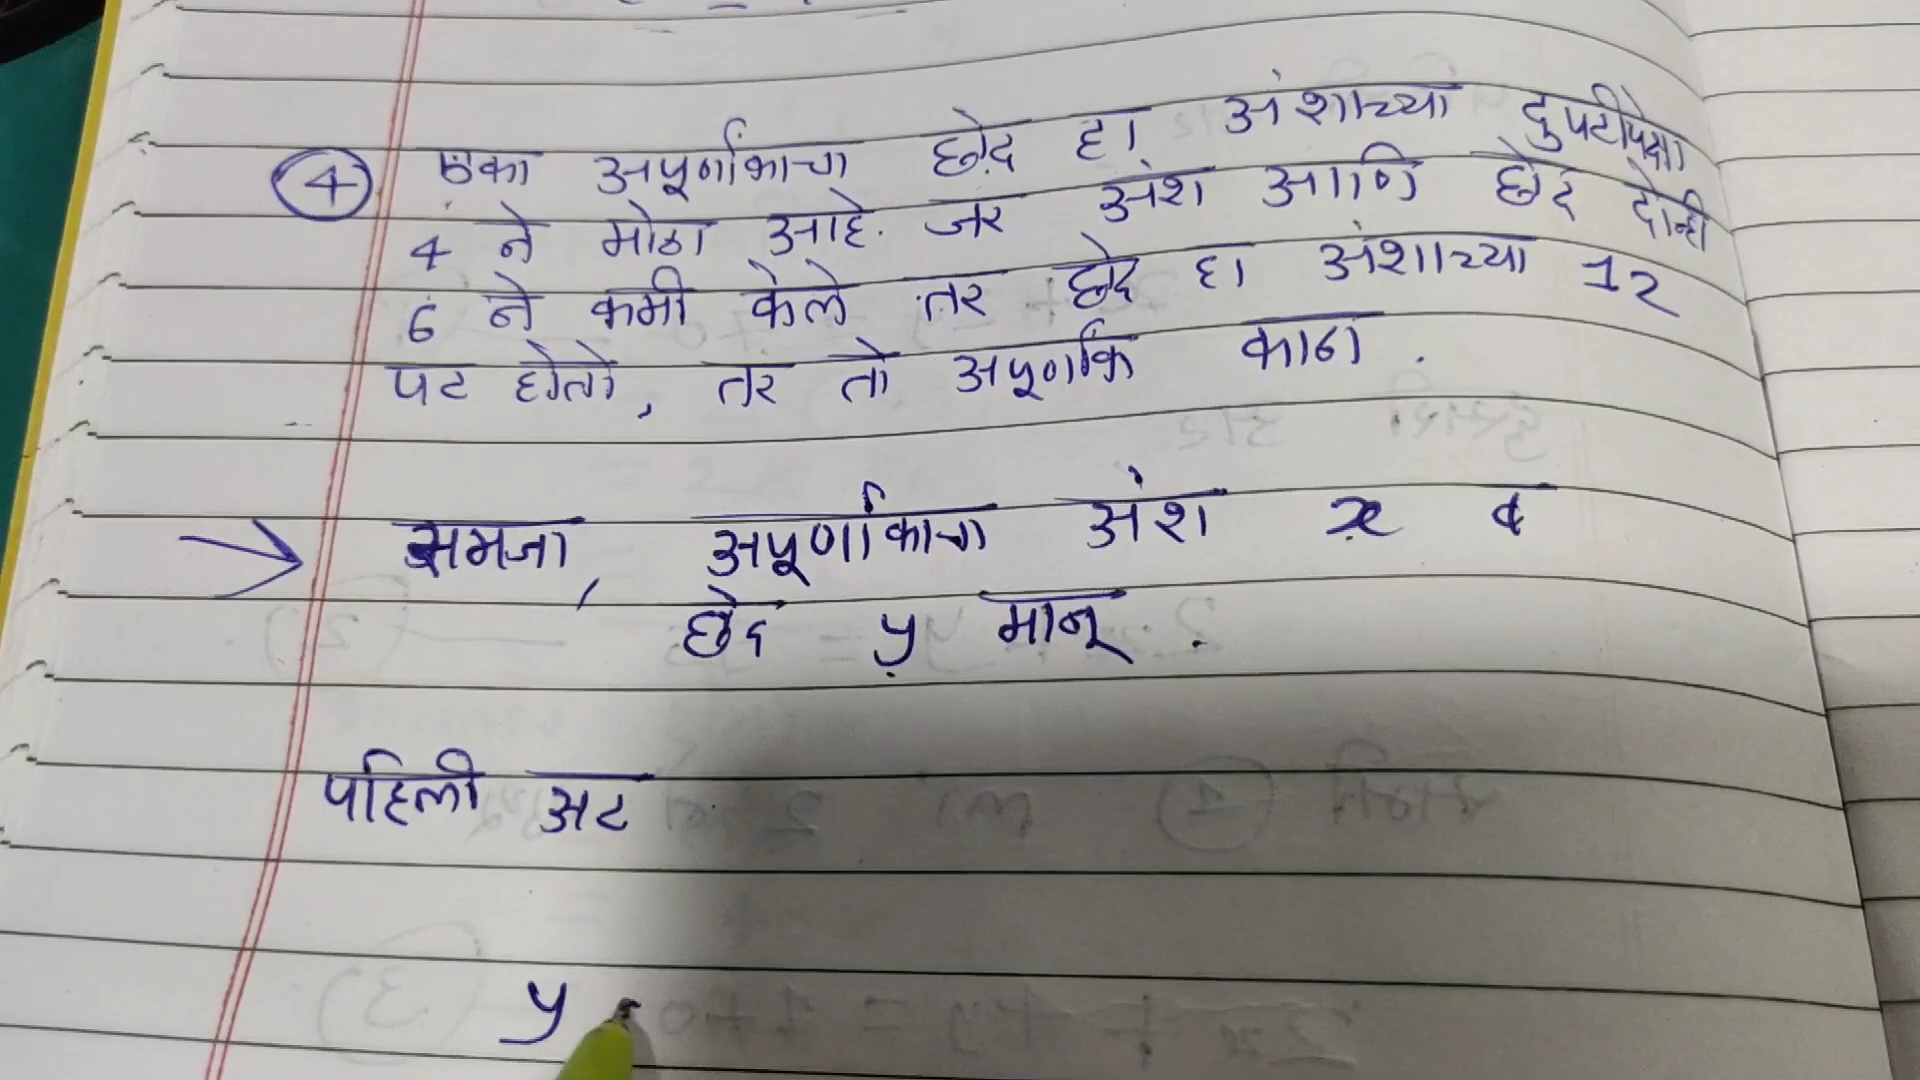 4 एका अपूर्णांकाचा छेद हा अंशाच्या दुपटीपेक्षा
4 ने मोठा आहे. जर अंश आणि छेद दोन्ही
6 ने कमी केले तर छेद हा अंशाच्या 12
पट होतो, तर तो अपूर्णांक काढा.
समजा, अपूर्णांकाचा अंश x व
छेद y मानू.
पहिली अट
y